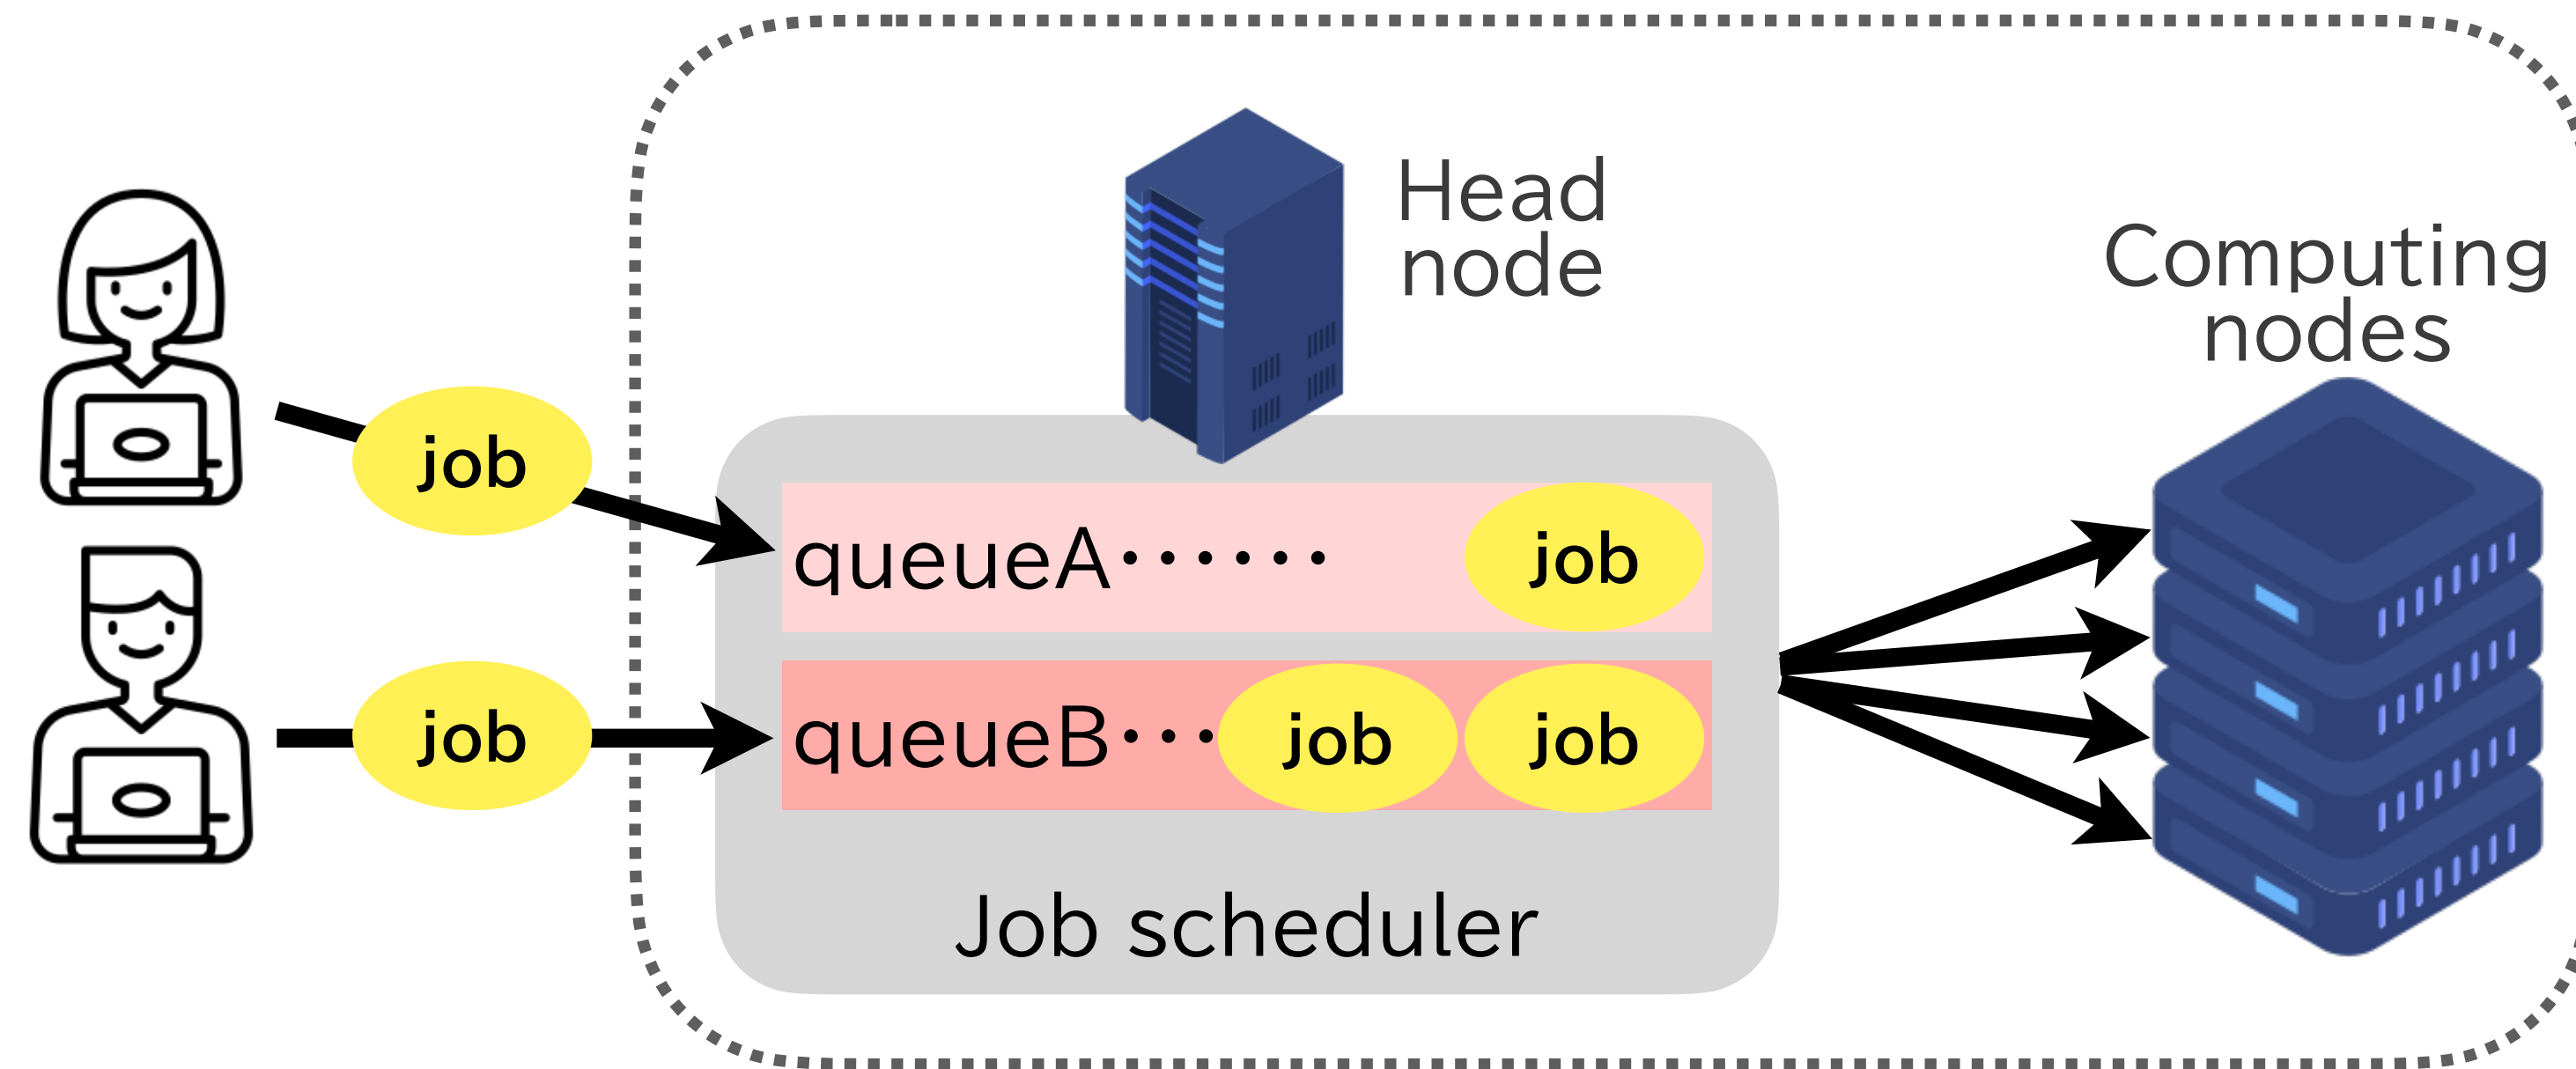 Head
node
Computing
nodes
job
queueA······ job
job
queueB··· job job
Job scheduler